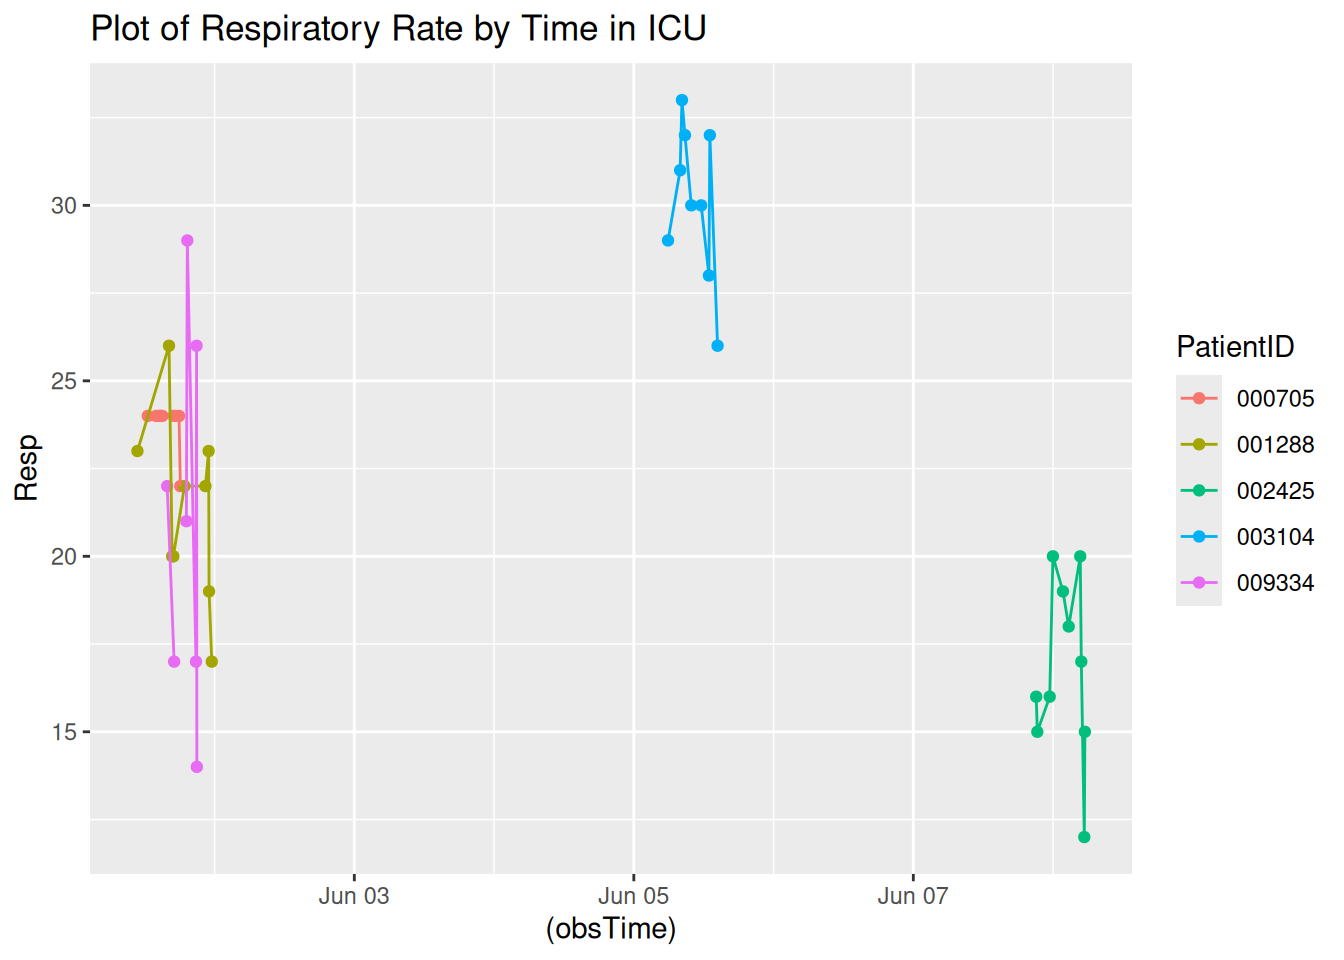 Plot of Respiratory Rate by Time in ICU
Resp
30
25
20
15
Jun 03
Jun 05
Jun 07
(obsTime)
PatientID
000705
001288
002425
003104
009334